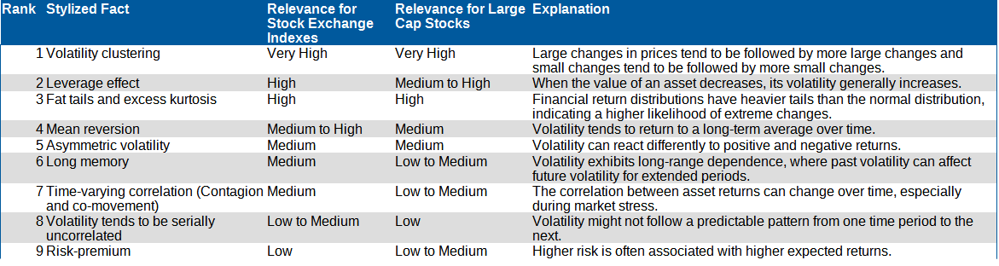 Rank Stylized Fact Relevance for Stock Exchange Indexes Relevance for Large Cap Stocks Explanation
1 Volatility clustering Very High Very High Large changes in prices tend to be followed by more large changes and small changes tend to be followed by more small changes.
2 Leverage effect High Medium to High When the value of an asset decreases, its volatility generally increases.
3 Fat tails and excess kurtosis High High Financial return distributions have heavier tails than the normal distribution, indicating a higher likelihood of extreme changes.
4 Mean reversion Medium to High Medium Volatility tends to return to a long-term average over time.
5 Asymmetric volatility Medium Medium Volatility can react differently to positive and negative returns.
6 Long memory Medium Low to Medium Volatility exhibits long-range dependence, where past volatility can affect future volatility for extended periods.
7 Time-varying correlation (Contagion and co-movement) Medium Low to Medium The correlation between asset returns can change over time, especially during market stress.
8 Volatility tends to be serially uncorrelated Low to Medium Low Volatility might not follow a predictable pattern from one time period to the next.
9 Risk-premium Low Low to Medium Higher risk is often associated with higher expected returns.